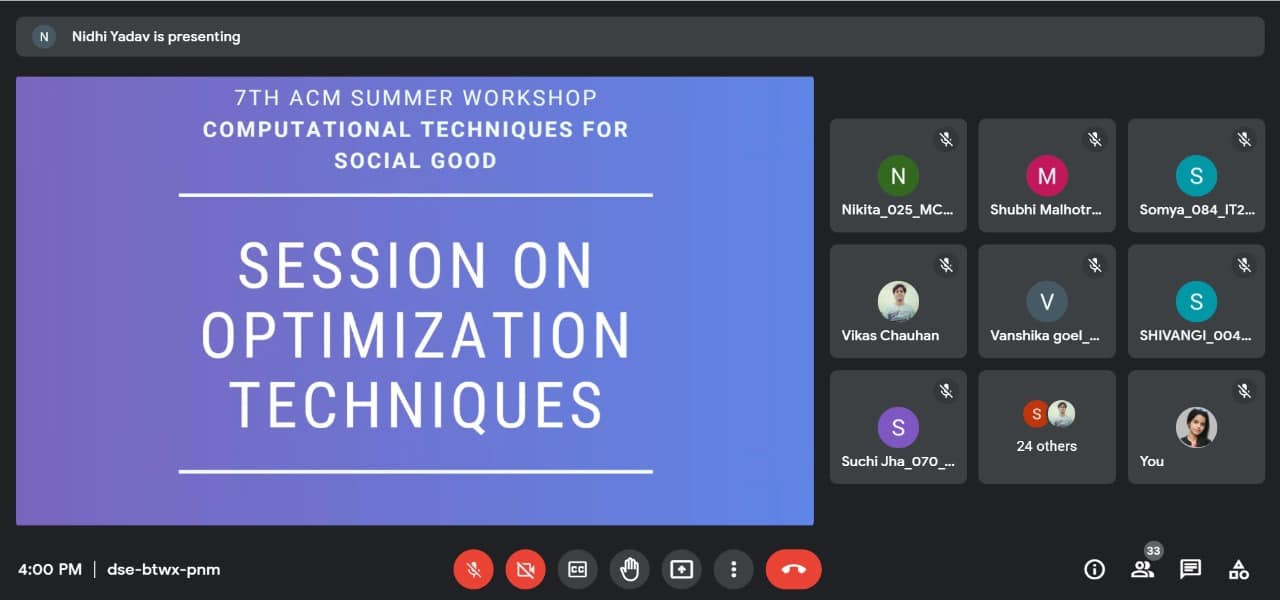 N
Nidhi Yadav is presenting
7TH ACM SUMMER WORKSHOP
COMPUTATIONAL TECHNIQUES FOR
SOCIAL GOOD
SESSION ON
OPTIMIZATION
TECHNIQUES
N
Nikita_025_MC...
M
Shubhi Malhotr...
S
Somya_084_IT2...
Vikas Chauhan
V
Vanshika goel_...
S
SHIVANGI_004...
S
Suchi Jha_070_...
S
24 others
You
4:00 PM | dse-btwx-pnm
CC
33